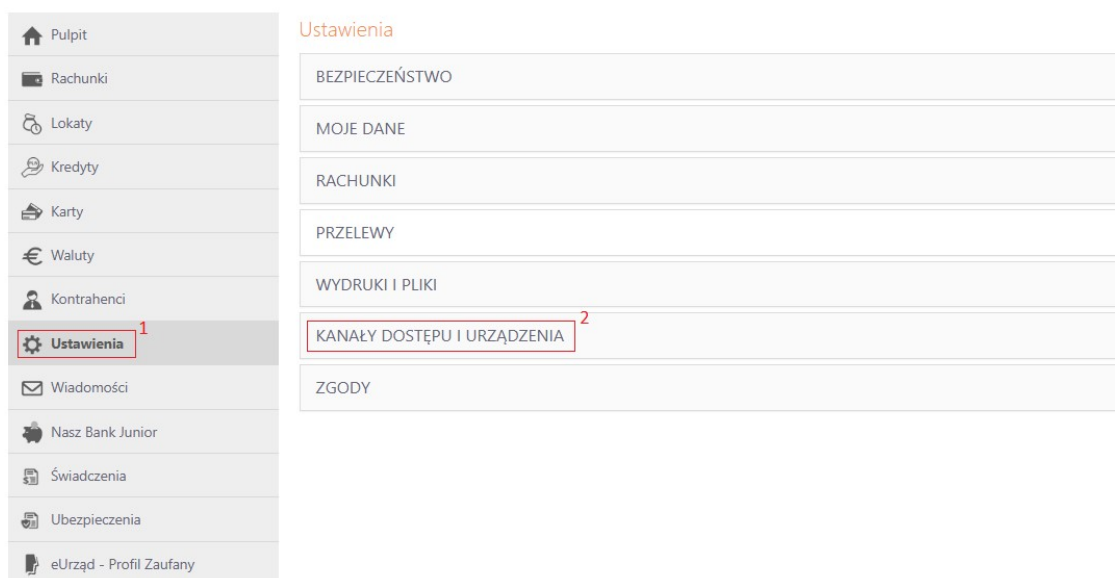 Pulpit
Rachunki
Lokaty
Kredyty
Karty
Waluty
Kontrahenci
Ustawienia 1
Wiadomości
Nasz Bank Junior
Świadczenia
Ubezpieczenia
eUrząd - Profil Zaufany
Ustawienia
BEZPIECZEŃSTWO
MOJE DANE
RACHUNKI
PRZELEWY
WYDRUKI I PLIKI
KANAŁY DOSTĘPU I URZĄDZENIA 2
ZGODY